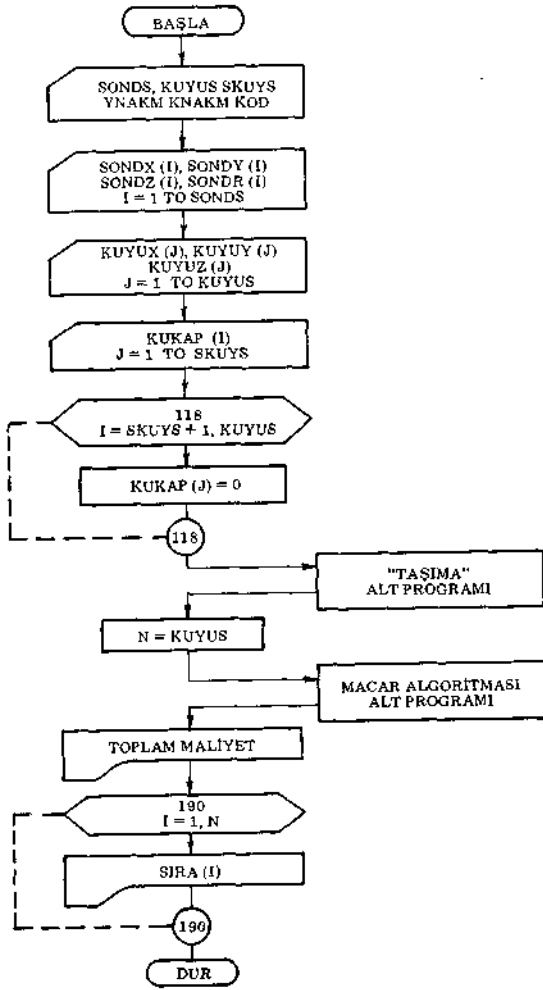 BAŞLA
SONDS, KUYUS SKUYS
YNAKM KNAKM KOD
SONDX (I), SONDY (I)
SONDZ (I), SONDR (I)
I = 1 TO SONDS
KUYUX (J), KUYUY (J)
KUYUZ (J)
J = 1 TO KUYUS
KUKAP (I)
J = 1 TO SKUYS
118
I = SKUYS + 1, KUYUS
KUKAP (J) = 0
118
"TAŞIMA"
ALT PROGRAMI
N = KUYUS
MACAR ALGORİTMASI
ALT PROGRAMI
TOPLAM MALİYET
190
I = 1, N
SIRA (I)
190
DUR